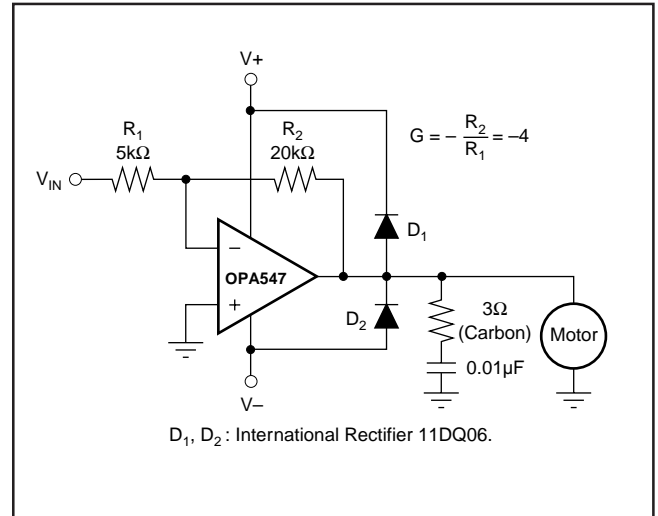 V+
R1
5kΩ
R2
20kΩ
G = – R2/R1 = –4
VIN
D1
–
OPA547
+
D2
3Ω
(Carbon)
Motor
0.01µF
V–
D1, D2 : International Rectifier 11DQ06.